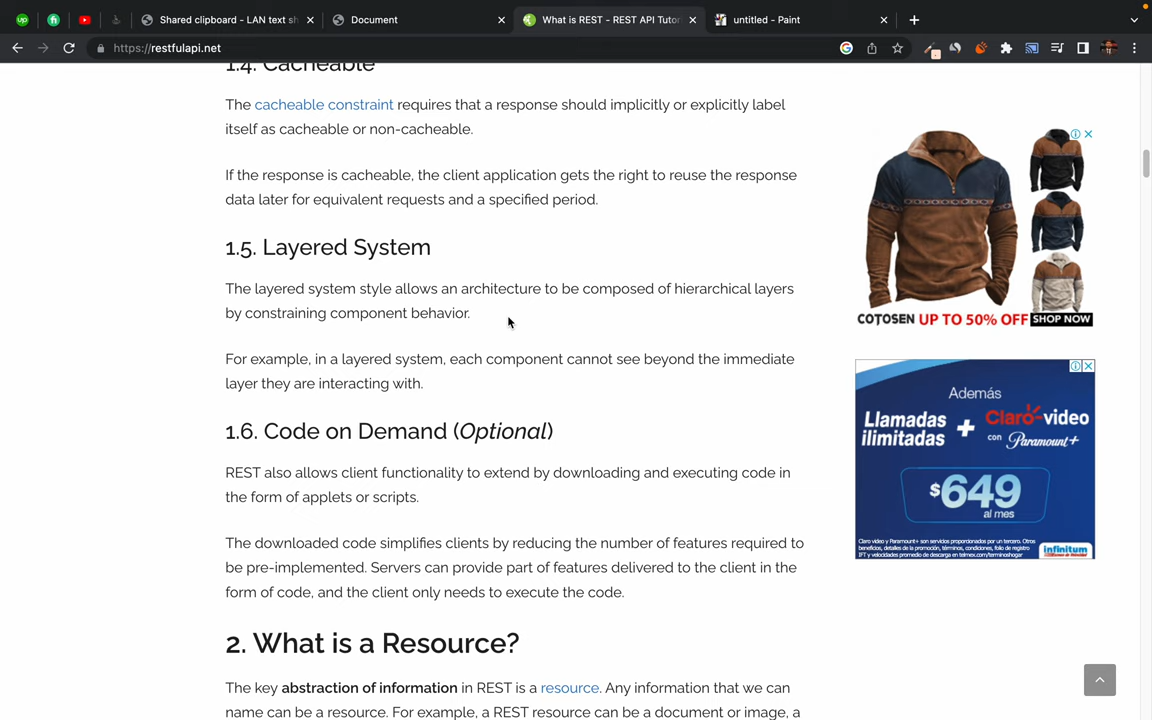 Shared clipboard - LAN text sh
Document
What is REST - REST API Tutor
untitled - Paint
https://restfulapi.net
1.4. Cacheable
The cacheable constraint requires that a response should implicitly or explicitly label
itself as cacheable or non-cacheable.
If the response is cacheable, the client application gets the right to reuse the response
data later for equivalent requests and a specified period.
1.5. Layered System
The layered system style allows an architecture to be composed of hierarchical layers
by constraining component behavior.
For example, in a layered system, each component cannot see beyond the immediate
layer they are interacting with.
1.6. Code on Demand (Optional)
REST also allows client functionality to extend by downloading and executing code in
the form of applets or scripts.
The downloaded code simplifies clients by reducing the number of features required to
be pre-implemented. Servers can provide part of features delivered to the client in the
form of code, and the client only needs to execute the code.
2. What is a Resource?
The key abstraction of information in REST is a resource. Any information that we can
name can be a resource. For example, a REST resource can be a document or image, a
COTOSEN UP TO 50% OFF SHOP NOW
Además
Llamadas
ilimitadas
+
Claro video
con Paramount+
$649
al mes
infinitum